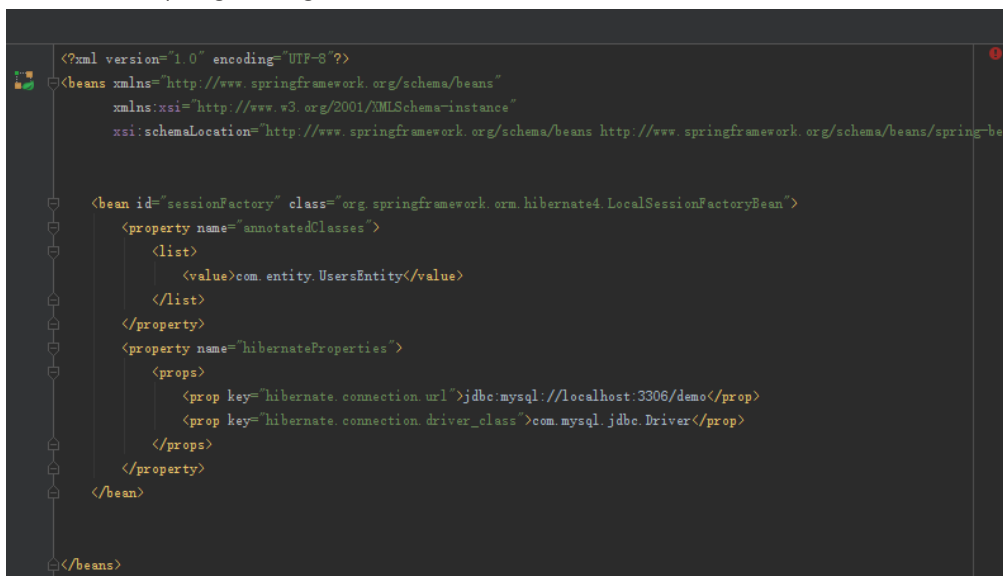 <?xml version="1.0" encoding="UTF-8"?>
<beans xmlns="http://www.springframework.org/schema/beans"
xmlns:xsi="http://www.w3.org/2001/XMLSchema-instance"
xsi:schemaLocation="http://www.springframework.org/schema/beans http://www.springframework.org/schema/beans/spring-be
<bean id="sessionFactory" class="org.springframework.orm.hibernate4.LocalSessionFactoryBean">
<property name="annotatedClasses">
<list>
<value>com.entity.UsersEntity</value>
</list>
</property>
<property name="hibernateProperties">
<props>
<prop key="hibernate.connection.url">jdbc:mysql://localhost:3306/demo</prop>
<prop key="hibernate.connection.driver_class">com.mysql.jdbc.Driver</prop>
</props>
</property>
</bean>
</beans>